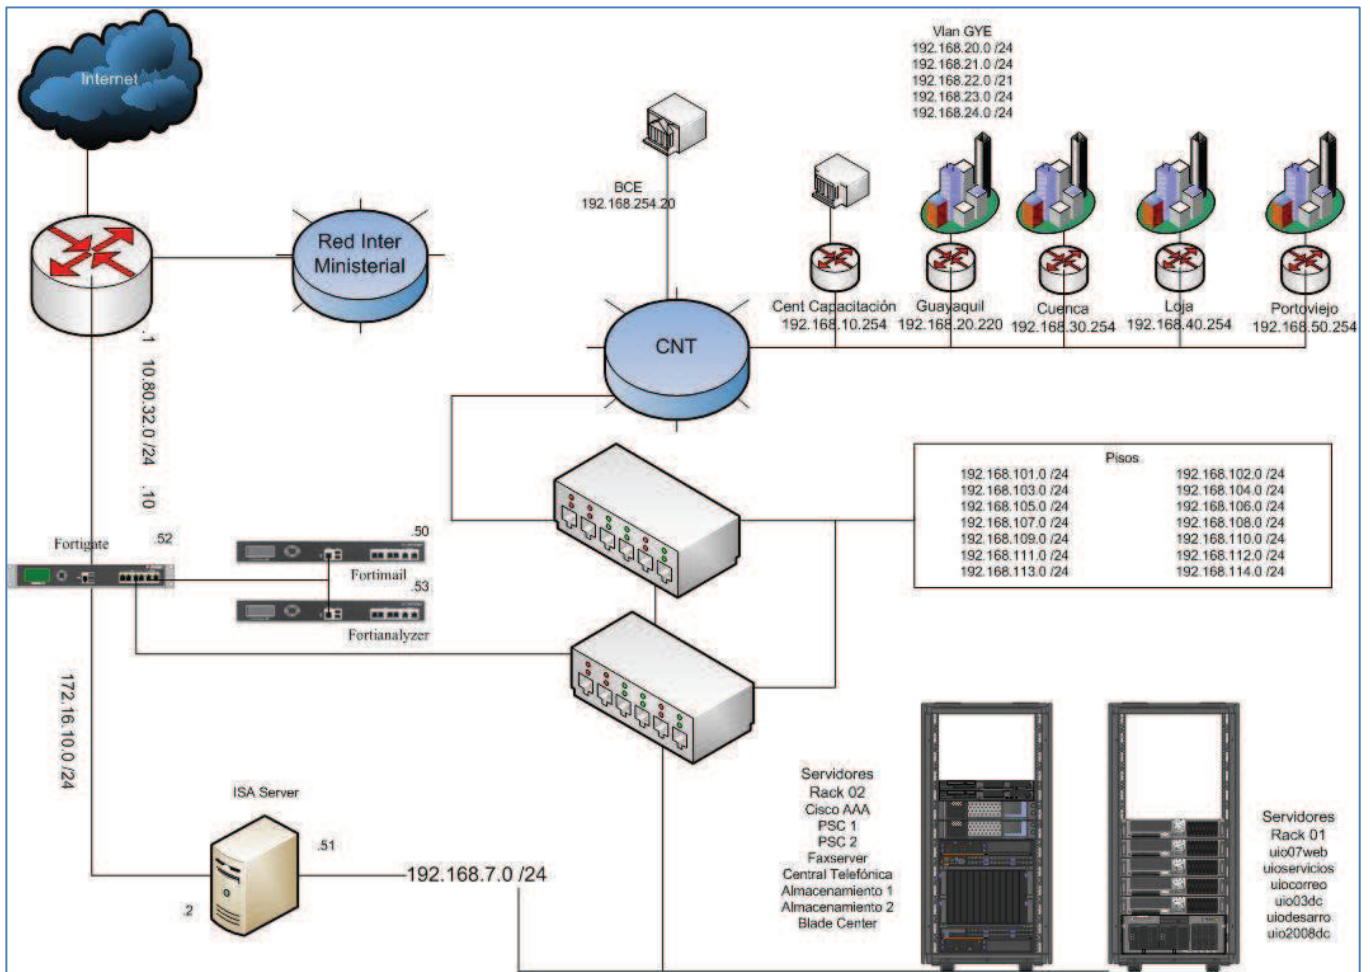 Internet
Red Inter
Ministerial
.1
10.80.32.0 /24
.10
Fortigate
.52
.50
Fortimail
.53
Fortianalyzer
172.16.10.0 /24
ISA Server
.51
.2
192.168.7.0 /24
BCE
192.168.254.20
CNT
Vlan GYE
192.168.20.0 /24
192.168.21.0 /24
192.168.22.0 /21
192.168.23.0 /24
192.168.24.0 /24
Cent Capacitación
192.168.10.254
Guayaquil
192.168.20.220
Cuenca
192.168.30.254
Loja
192.168.40.254
Portoviejo
192.168.50.254
Pisos
192.168.101.0 /24 192.168.102.0 /24
192.168.103.0 /24 192.168.104.0 /24
192.168.105.0 /24 192.168.106.0 /24
192.168.107.0 /24 192.168.108.0 /24
192.168.109.0 /24 192.168.110.0 /24
192.168.111.0 /24 192.168.112.0 /24
192.168.113.0 /24 192.168.114.0 /24
Servidores
Rack 02
Cisco AAA
PSC 1
PSC 2
Faxserver
Central Telefónica
Almacenamiento 1
Almacenamiento 2
Blade Center
Servidores
Rack 01
uio07web
uioservicios
uiocorreo
uio03dc
uiodesarro
uio2008dc